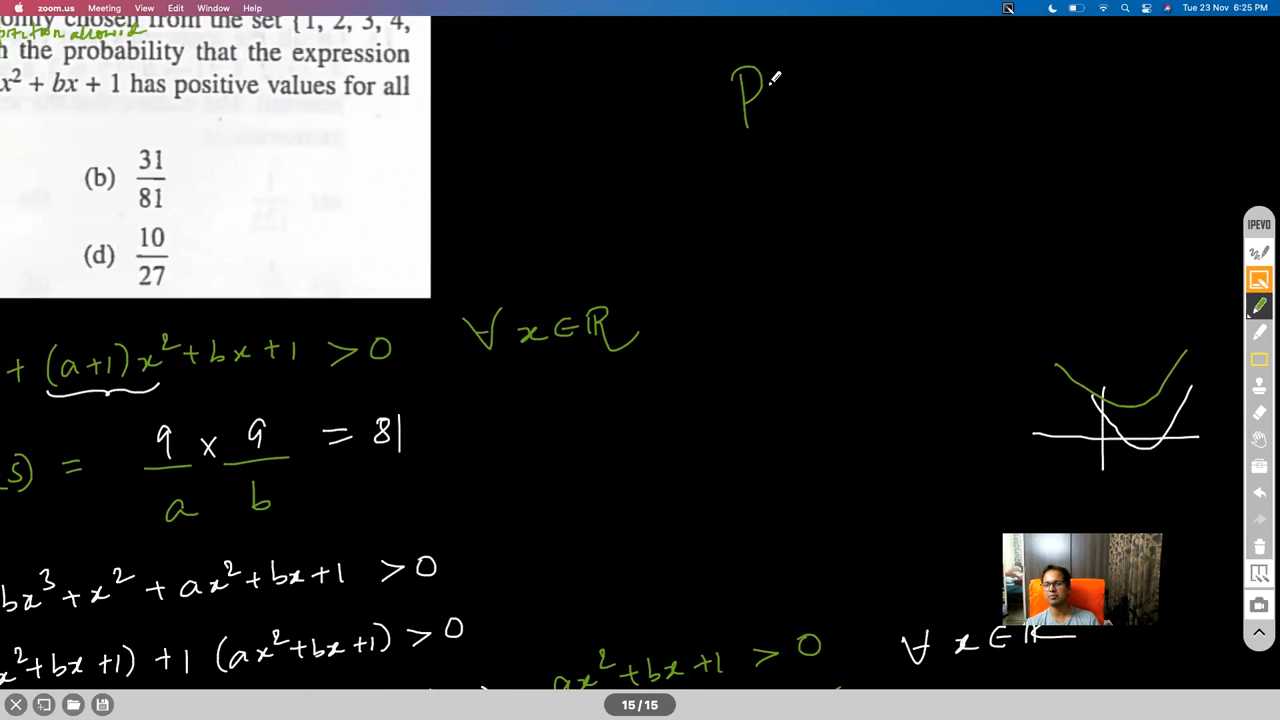 zoom.us Meeting View Edit Window Help Tue 23 Nov 6:25 PM
chosen from the set {1, 2, 3, 4,
allowed
the probability that the expression
x² + bx + 1 has positive values for all
P
(b) 31/81
(d) 10/27
+ (a+1)x² + bx + 1 > 0 ∀ x ∈ ℝ
s) = 9/a × 9/b = 81
bx³ + x² + ax² + bx + 1 > 0
x² + bx + 1) + 1 (ax² + bx + 1) > 0
ax² + bx + 1 > 0 ∀ x ∈ ℝ
IPEVO
15/15